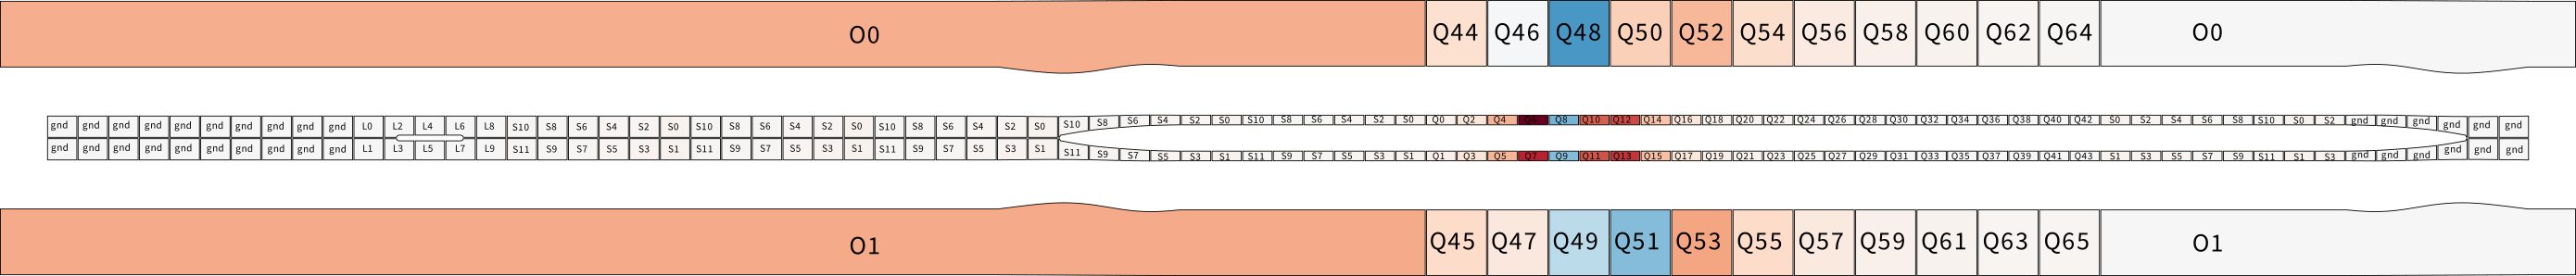 O0 Q44 Q46 Q48 Q50 Q52 Q54 Q56 Q58 Q60 Q62 Q64 O0
gnd gnd gnd gnd gnd gnd gnd gnd gnd gnd L0 L2 L4 L6 L8 S10 S8 S6 S4 S2 S0 S10 S8 S6 S4 S2 S0 S10 S8 S6 S4 S2 S0 S10 S8 S6 S4 S2 S0 S10 S8 S6 S4 S2 S0 Q0 Q2 Q4 Q6 Q8 Q10 Q12 Q14 Q16 Q18 Q20 Q22 Q24 Q26 Q28 Q30 Q32 Q34 Q36 Q38 Q40 Q42 S0 S2 S4 S6 S8 S10 S0 S2 gnd gnd gnd gnd gnd gnd
gnd gnd gnd gnd gnd gnd gnd gnd gnd gnd L1 L3 L5 L7 L9 S11 S9 S7 S5 S3 S1 S11 S9 S7 S5 S3 S1 S11 S9 S7 S5 S3 S1 S11 S9 S7 S5 S3 S1 S11 S9 S7 S5 S3 S1 Q1 Q3 Q5 Q7 Q9 Q11 Q13 Q15 Q17 Q19 Q21 Q23 Q25 Q27 Q29 Q31 Q33 Q35 Q37 Q39 Q41 Q43 S1 S3 S5 S7 S9 S11 S1 S3 gnd gnd gnd gnd gnd gnd
O1 Q45 Q47 Q49 Q51 Q53 Q55 Q57 Q59 Q61 Q63 Q65 O1